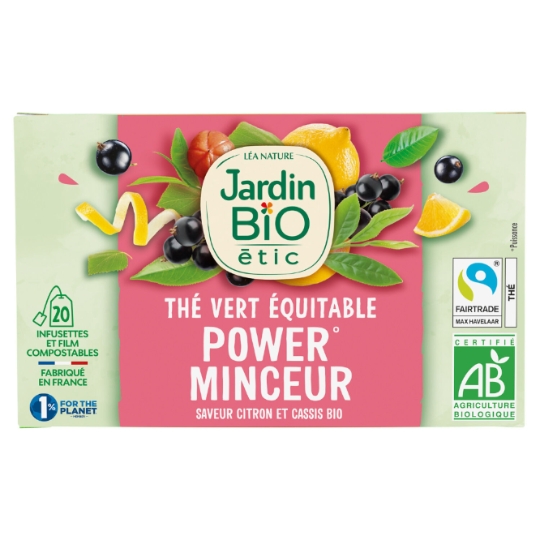 LÉA NATURE
Jardin
BiO
ētic
THÉ VERT ÉQUITABLE
POWER°
MINCEUR
SAVEUR CITRON ET CASSIS BIO
20
INFUSETTES
ET FILM
COMPOSTABLES
FABRIQUÉ
EN FRANCE
1%
FOR THE
PLANET
°Puissance
®
FAIRTRADE
MAX HAVELAAR
THÉ
CERTIFIÉ
AB
AGRICULTURE
BIOLOGIQUE